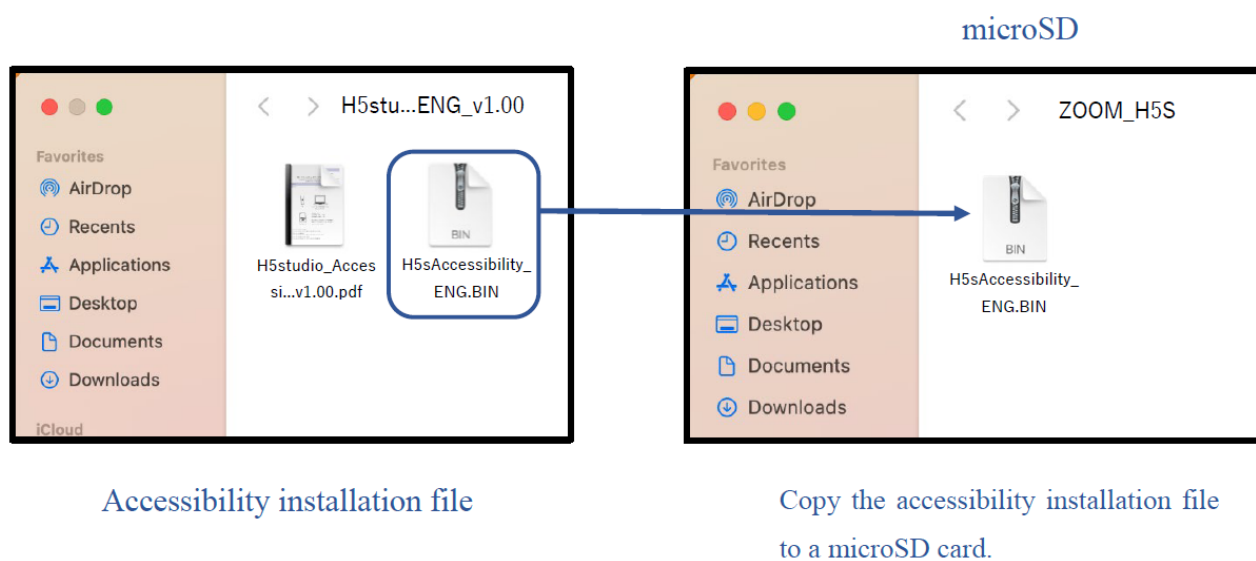 microSD
H5stu...ENG_v1.00
Favorites
AirDrop
Recents
Applications
Desktop
Documents
Downloads
iCloud
H5studio_Acces
si...v1.00.pdf
BIN
H5sAccessibility_
ENG.BIN
Accessibility installation file
ZOOM_H5S
Favorites
AirDrop
Recents
Applications
Desktop
Documents
Downloads
BIN
H5sAccessibility_
ENG.BIN
Copy the accessibility installation file
to a microSD card.